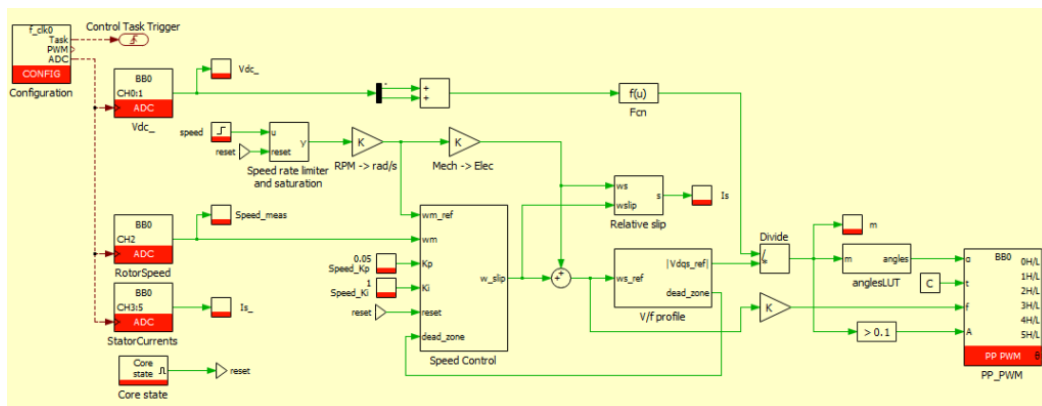 f_clk0
Task
PWM
ADC
CONFIG
Configuration
Control Task Trigger
BB0
CH0:1
ADC
Vdc_
Vdc_
+
+
f(u)
Fcn
speed
reset
u
reset
y
Speed rate limiter
and saturation
K
RPM -> rad/s
K
Mech -> Elec
ws
wslip
s
Relative slip
Is
BB0
CH2
ADC
RotorSpeed
Speed_meas
wm_ref
wm
Kp
Ki
reset
dead_zone
w_slip
Speed Control
0.05
Speed_Kp
1
Speed_Ki
reset
+
+
ws_ref
|Vdqs_ref|
dead_zone
V/f profile
Divide
/
*
m
m
angles
anglesLUT
C
K
> 0.1
BB0
a
t
f
A
0H/L
1H/L
2H/L
3H/L
4H/L
5H/L
PP PWM
θ
PP_PWM
BB0
CH3:5
ADC
StatorCurrents
Is_
Core
state
Core state
reset